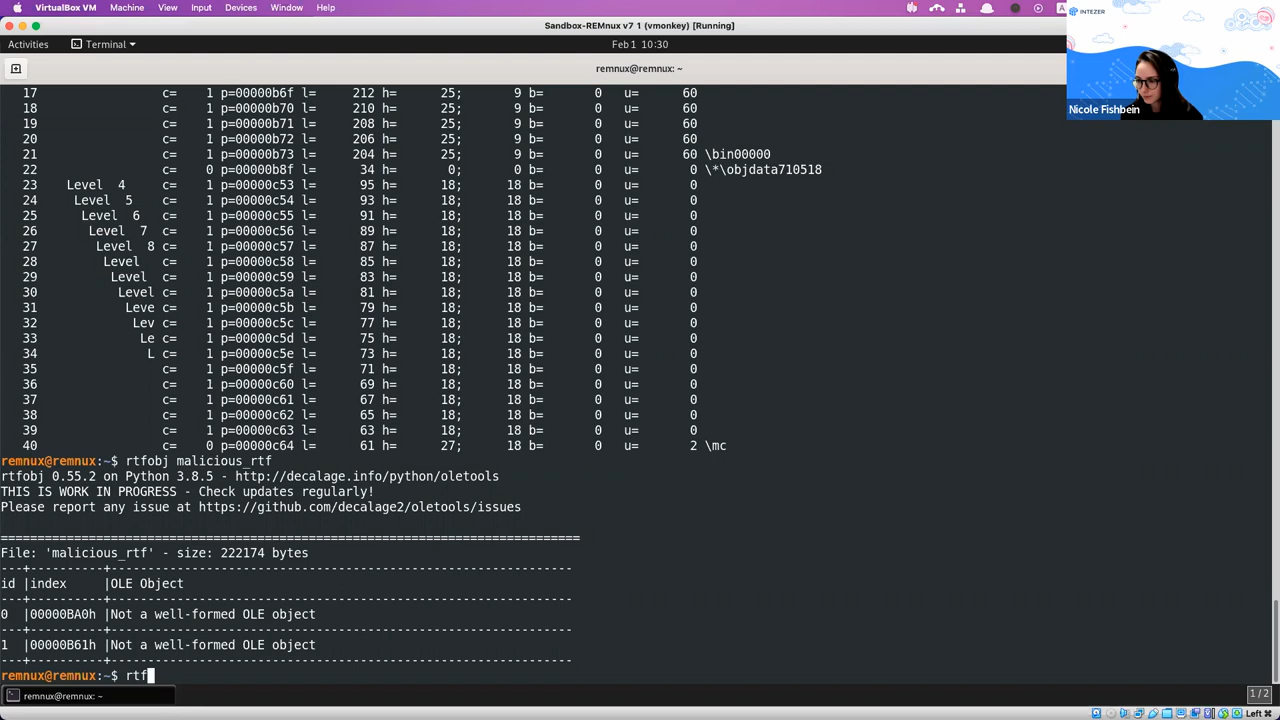 VirtualBox VM Machine View Input Devices Window Help A
INTEZER
Sandbox-REMnux v7 1 (vmonkey) [Running]
Activities Terminal Feb 1 10:30
remnux@remnux: ~
Nicole Fishbein
17 c= 1 p=00000b6f l= 212 h= 25; 9 b= 0 u= 60
18 c= 1 p=00000b70 l= 210 h= 25; 9 b= 0 u= 60
19 c= 1 p=00000b71 l= 208 h= 25; 9 b= 0 u= 60
20 c= 1 p=00000b72 l= 206 h= 25; 9 b= 0 u= 60
21 c= 1 p=00000b73 l= 204 h= 25; 9 b= 0 u= 60 \bin00000
22 c= 0 p=00000b8f l= 34 h= 0; 0 b= 0 u= 0 \*\objdata710518
23 Level 4 c= 1 p=00000c53 l= 95 h= 18; 18 b= 0 u= 0
24 Level 5 c= 1 p=00000c54 l= 93 h= 18; 18 b= 0 u= 0
25 Level 6 c= 1 p=00000c55 l= 91 h= 18; 18 b= 0 u= 0
26 Level 7 c= 1 p=00000c56 l= 89 h= 18; 18 b= 0 u= 0
27 Level 8 c= 1 p=00000c57 l= 87 h= 18; 18 b= 0 u= 0
28 Level c= 1 p=00000c58 l= 85 h= 18; 18 b= 0 u= 0
29 Level c= 1 p=00000c59 l= 83 h= 18; 18 b= 0 u= 0
30 Level c= 1 p=00000c5a l= 81 h= 18; 18 b= 0 u= 0
31 Leve c= 1 p=00000c5b l= 79 h= 18; 18 b= 0 u= 0
32 Lev c= 1 p=00000c5c l= 77 h= 18; 18 b= 0 u= 0
33 Le c= 1 p=00000c5d l= 75 h= 18; 18 b= 0 u= 0
34 L c= 1 p=00000c5e l= 73 h= 18; 18 b= 0 u= 0
35 c= 1 p=00000c5f l= 71 h= 18; 18 b= 0 u= 0
36 c= 1 p=00000c60 l= 69 h= 18; 18 b= 0 u= 0
37 c= 1 p=00000c61 l= 67 h= 18; 18 b= 0 u= 0
38 c= 1 p=00000c62 l= 65 h= 18; 18 b= 0 u= 0
39 c= 1 p=00000c63 l= 63 h= 18; 18 b= 0 u= 0
40 c= 0 p=00000c64 l= 61 h= 27; 18 b= 0 u= 2 \mc
remnux@remnux:~$ rtfobj malicious_rtf
rtfobj 0.55.2 on Python 3.8.5 - http://decalage.info/python/oletools
THIS IS WORK IN PROGRESS - Check updates regularly!
Please report any issue at https://github.com/decalage2/oletools/issues
===============================================================================
File: 'malicious_rtf' - size: 222174 bytes
---+----------+---------------------------------------------------------------
id |index |OLE Object
---+----------+---------------------------------------------------------------
0 |00000BA0h |Not a well-formed OLE object
---+----------+---------------------------------------------------------------
1 |00000B61h |Not a well-formed OLE object
---+----------+---------------------------------------------------------------
remnux@remnux:~$ rtf
remnux@remnux: ~
1 / 2
Left ⌘